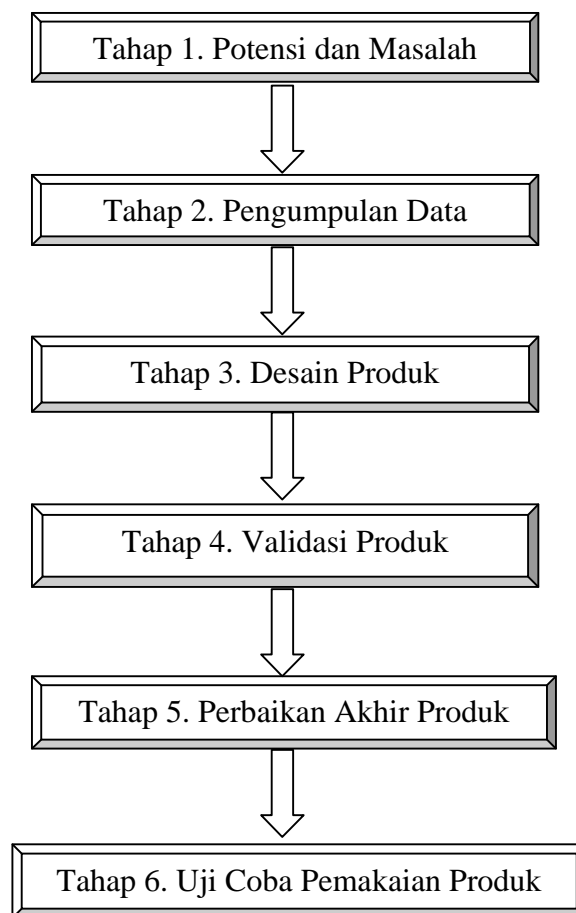 Tahap 1. Potensi dan Masalah
Tahap 2. Pengumpulan Data
Tahap 3. Desain Produk
Tahap 4. Validasi Produk
Tahap 5. Perbaikan Akhir Produk
Tahap 6. Uji Coba Pemakaian Produk